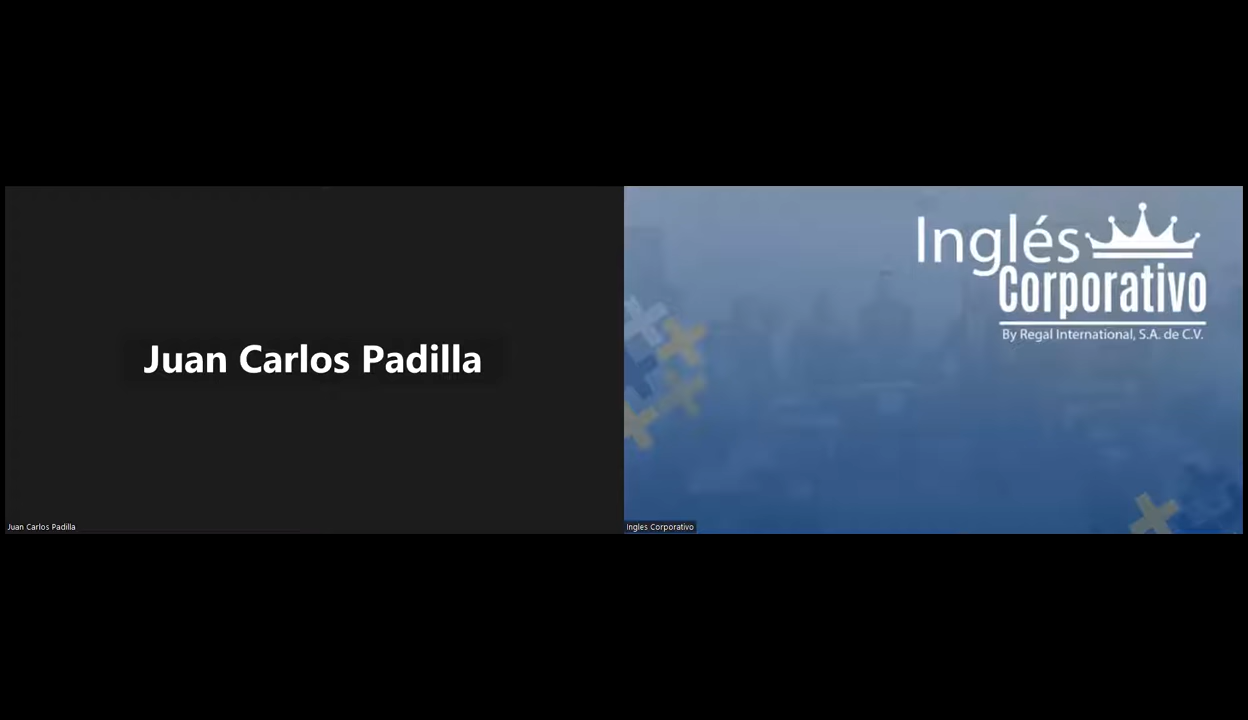 Juan Carlos Padilla
Juan Carlos Padilla
Inglés
Corporativo
By Regal International, S.A. de C.V.
Ingles Corporativo